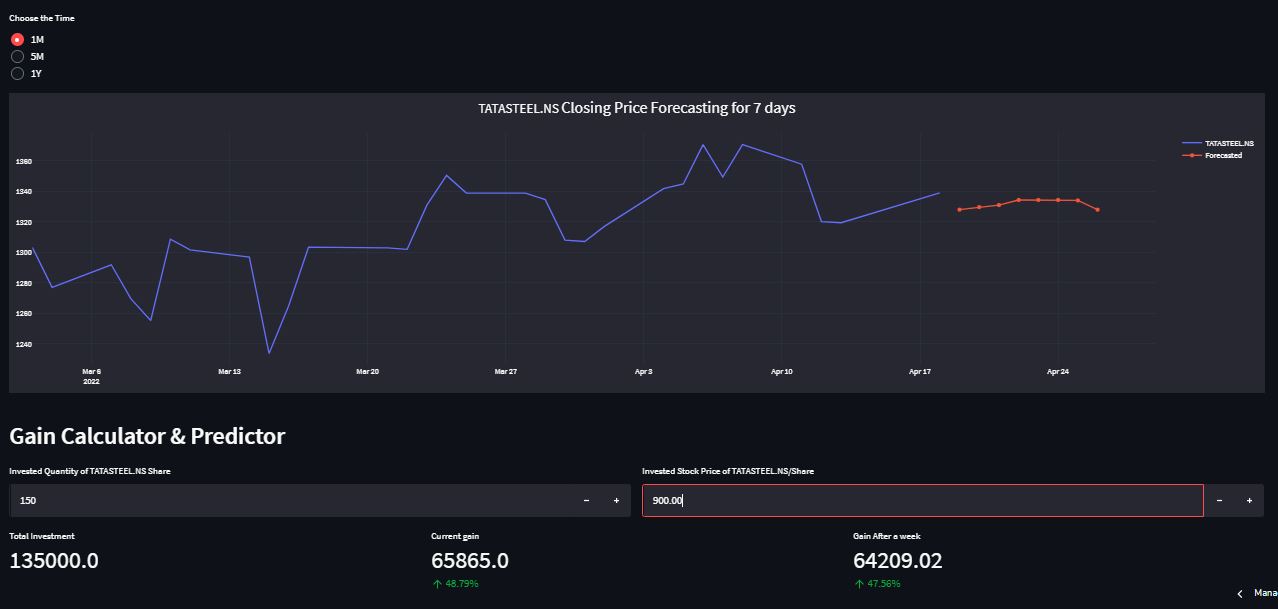 Choose the Time
1M
5M
1Y
TATASTEEL.NS Closing Price Forecasting for 7 days
TATASTEEL.NS
Forecasted
1360
1340
1320
1300
1280
1260
1240
Mar 6
2022
Mar 13
Mar 20
Mar 27
Apr 3
Apr 10
Apr 17
Apr 24
Gain Calculator & Predictor
Invested Quantity of TATASTEEL.NS Share
Invested Stock Price of TATASTEEL.NS/Share
150 - +
900.00 - +
Total Investment
135000.0
Current gain
65865.0
↑ 48.79%
Gain After a week
64209.02
↑ 47.56%
< Mana